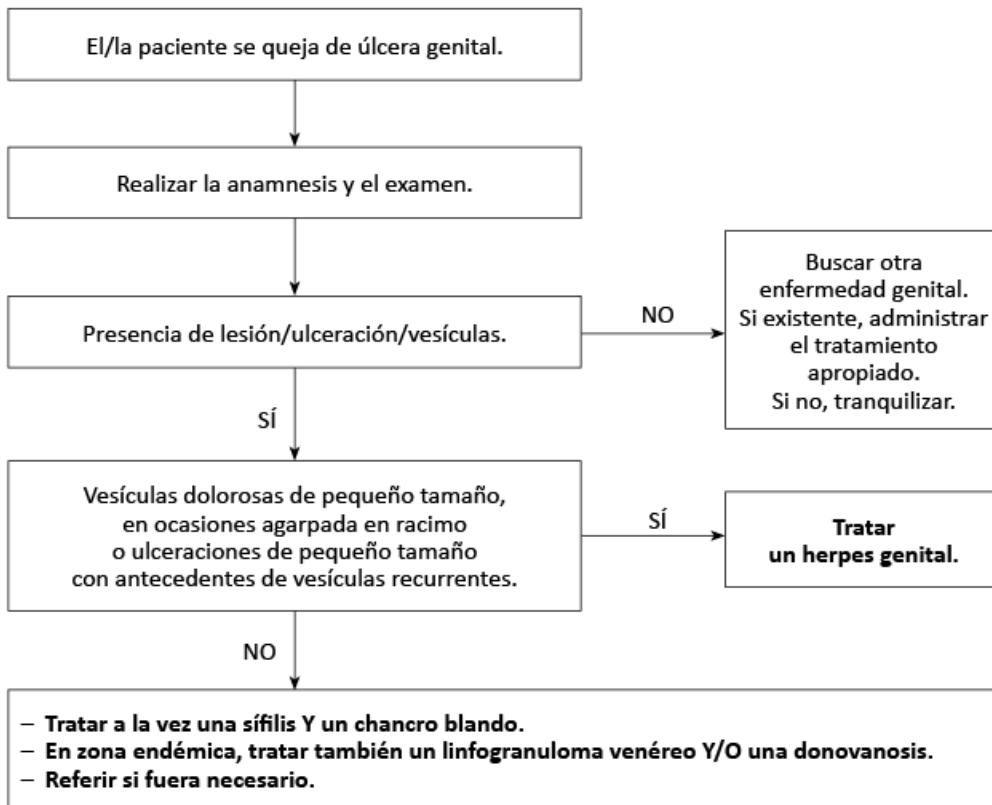 El/la paciente se queja de úlcera genital.
Realizar la anamnesis y el examen.
Presencia de lesión/ulceración/vesículas.
NO
Buscar otra
enfermedad genital.
Si existente, administrar
el tratamiento
apropiado.
Si no, tranquilizar.
SÍ
Vesículas dolorosas de pequeño tamaño,
en ocasiones agarpada en racimo
o ulceraciones de pequeño tamaño
con antecedentes de vesículas recurrentes.
SÍ
Tratar
un herpes genital.
NO
– Tratar a la vez una sífilis Y un chancro blando.
– En zona endémica, tratar también un linfogranuloma venéreo Y/O una donovanosis.
– Referir si fuera necesario.